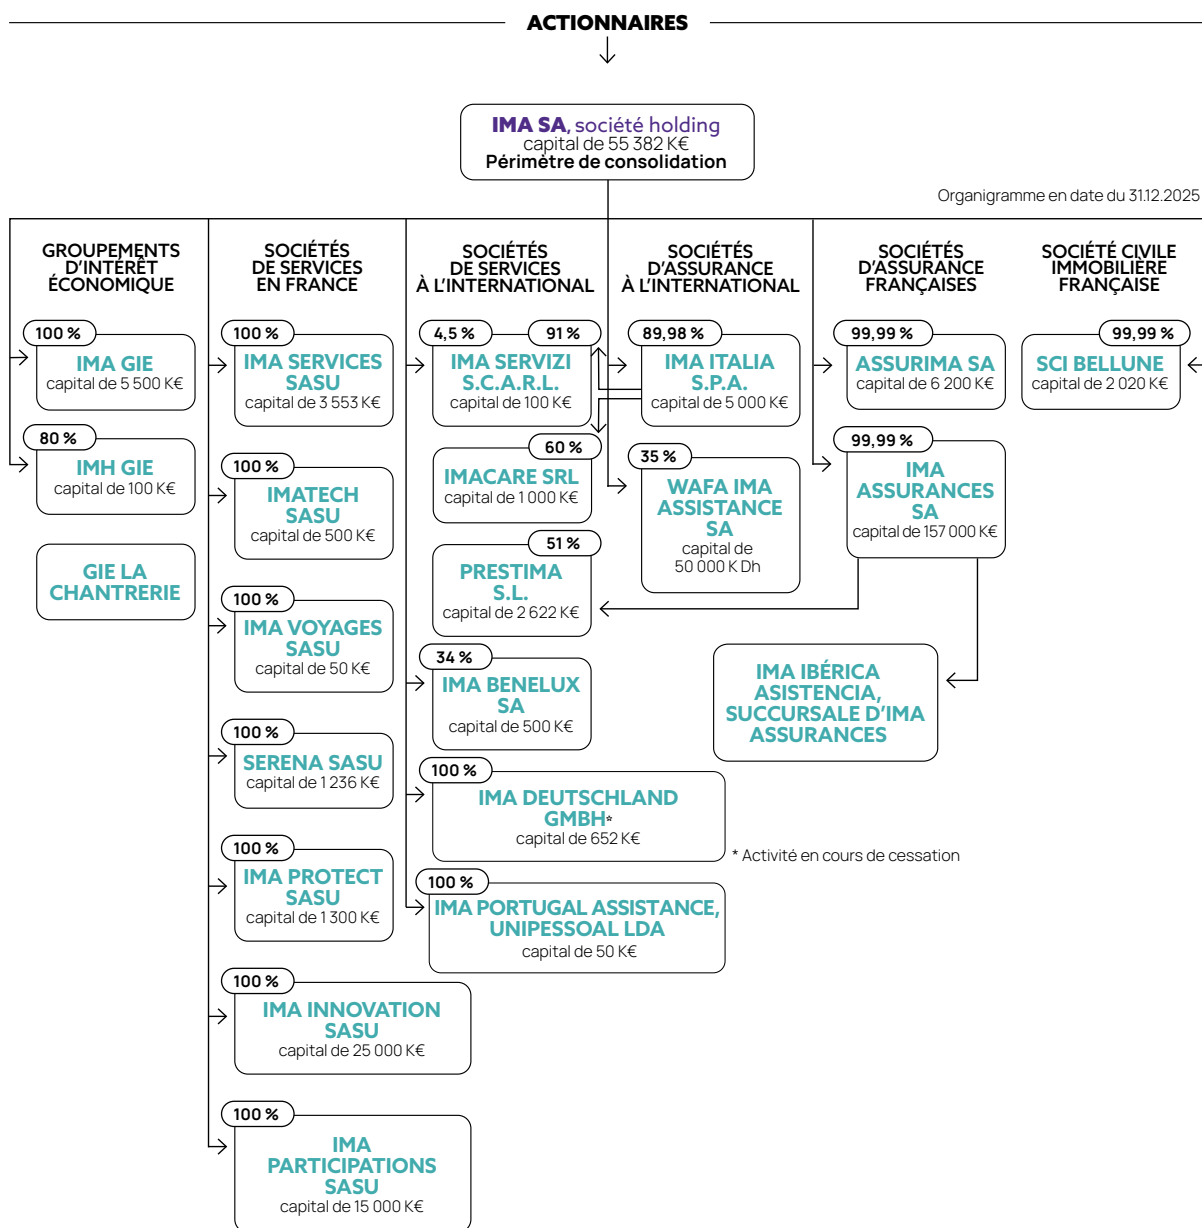 ACTIONNAIRES
IMA SA, société holding
capital de 55 382 K€
Périmètre de consolidation
Organigramme en date du 31.12.2025
GROUPEMENTS
D'INTÉRÊT
ÉCONOMIQUE
100 %
IMA GIE
capital de 5 500 K€
80 %
IMH GIE
capital de 100 K€
GIE LA
CHANTRERIE
SOCIÉTÉS
DE SERVICES
EN FRANCE
100 %
IMA SERVICES
SASU
capital de 3 553 K€
100 %
IMATECH
SASU
capital de 500 K€
100 %
IMA VOYAGES
SASU
capital de 50 K€
100 %
SERENA SASU
capital de 1 236 K€
100 %
IMA PROTECT
SASU
capital de 1 300 K€
100 %
IMA INNOVATION
SASU
capital de 25 000 K€
100 %
IMA
PARTICIPATIONS
SASU
capital de 15 000 K€
SOCIÉTÉS
DE SERVICES
À L'INTERNATIONAL
4,5 % 91 %
IMA SERVIZI
S.C.A.R.L.
capital de 100 K€
60 %
IMACARE SRL
capital de 1 000 K€
51 %
PRESTIMA
S.L.
capital de 2 622 K€
34 %
IMA BENELUX
SA
capital de 500 K€
100 %
IMA DEUTSCHLAND
GMBH*
capital de 652 K€
* Activité en cours de cessation
100 %
IMA PORTUGAL ASSISTANCE,
UNIPESSOAL LDA
capital de 50 K€
SOCIÉTÉS
D'ASSURANCE
À L'INTERNATIONAL
89,98 %
IMA ITALIA
S.P.A.
capital de 5 000 K€
35 %
WAFA IMA
ASSISTANCE
SA
capital de
50 000 K Dh
SOCIÉTÉS
D'ASSURANCE
FRANÇAISES
99,99 %
ASSURIMA SA
capital de 6 200 K€
99,99 %
IMA
ASSURANCES
SA
capital de 157 000 K€
IMA IBÉRICA
ASISTENCIA,
SUCCURSALE D'IMA
ASSURANCES
SOCIÉTÉ CIVILE
IMMOBILIÈRE
FRANÇAISE
99,99 %
SCI BELLUNE
capital de 2 020 K€